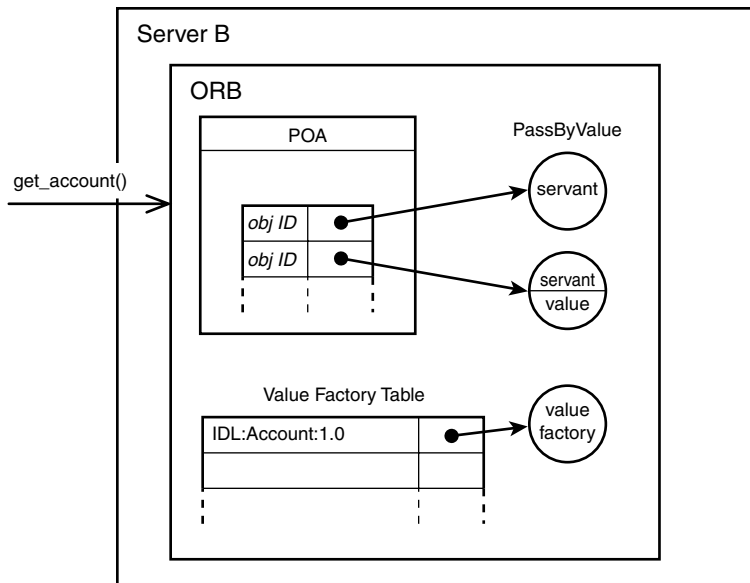 Server B
ORB
POA
PassByValue
get_account()
servant
obj ID
obj ID
servant
value
Value Factory Table
IDL:Account:1.0
value
factory